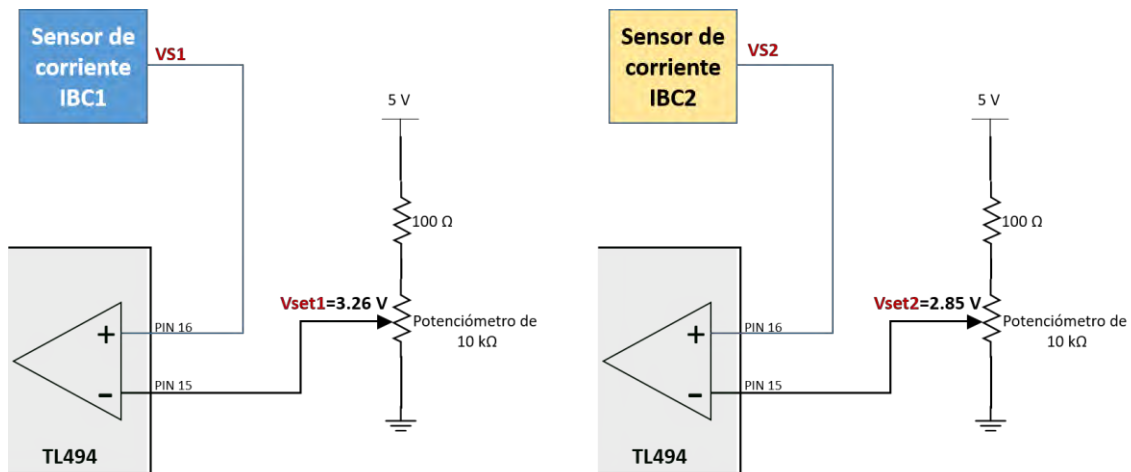 Sensor de
corriente
IBC1
VS1
5 V
100 Ω
Vset1=3.26 V
Potenciómetro de
10 kΩ
+
PIN 16
-
PIN 15
TL494
Sensor de
corriente
IBC2
VS2
5 V
100 Ω
Vset2=2.85 V
Potenciómetro de
10 kΩ
+
PIN 16
-
PIN 15
TL494